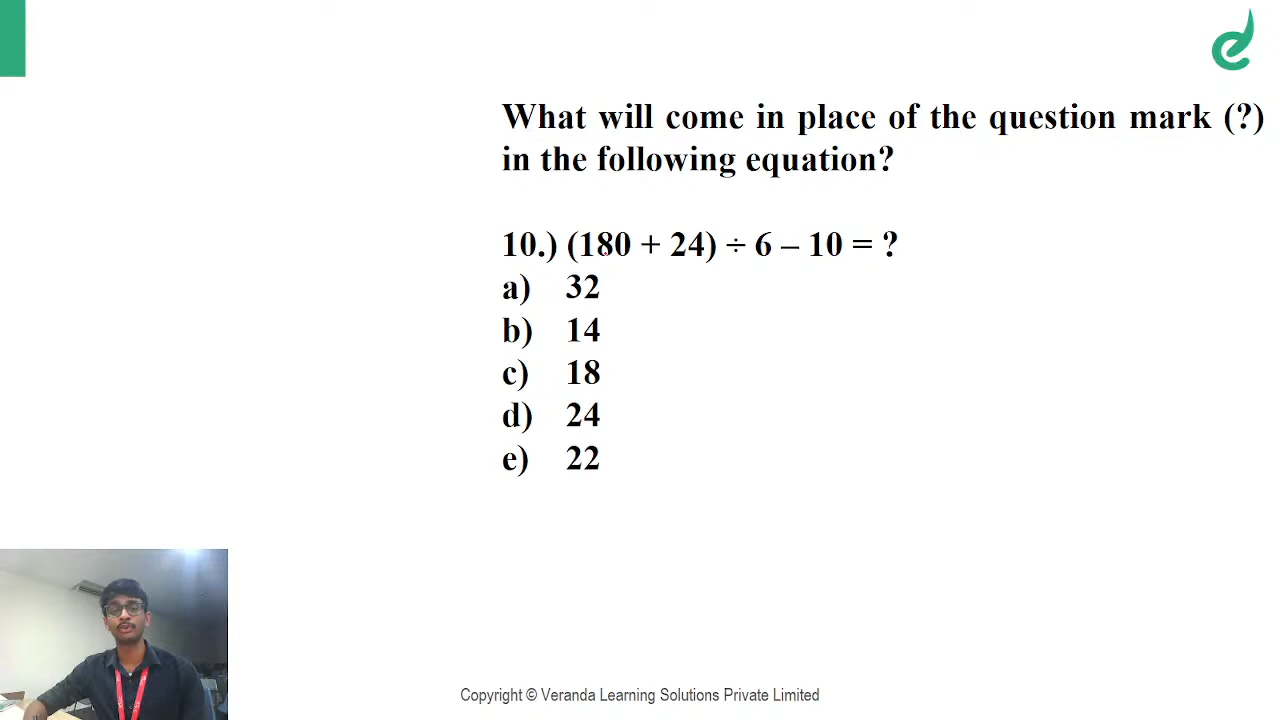 What will come in place of the question mark (?)
in the following equation?
10.) (180 + 24) ÷ 6 – 10 = ?
a) 32
b) 14
c) 18
d) 24
e) 22
Copyright © Veranda Learning Solutions Private Limited